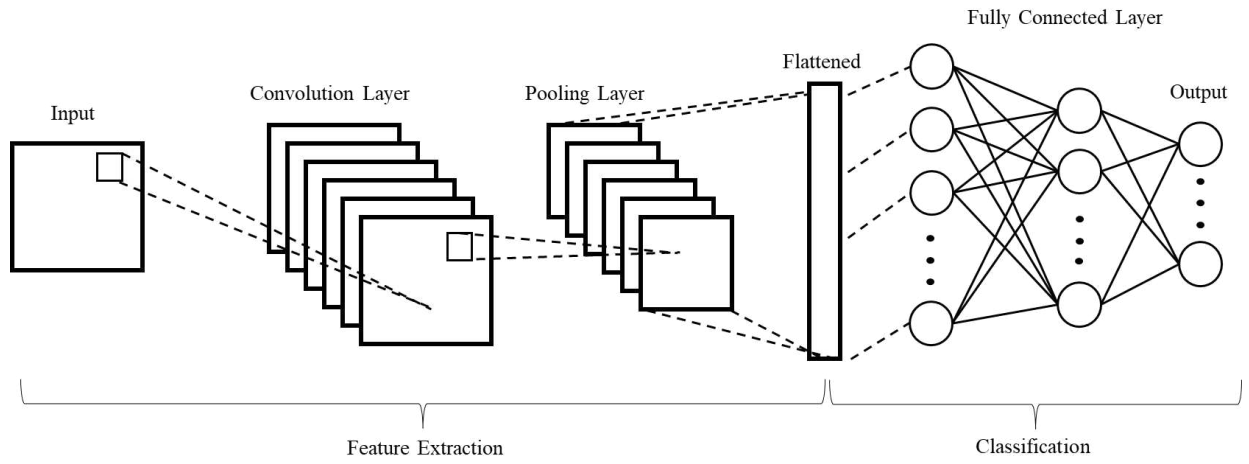 Fully Connected Layer
Flattened
Convolution Layer
Pooling Layer
Output
Input
Feature Extraction
Classification